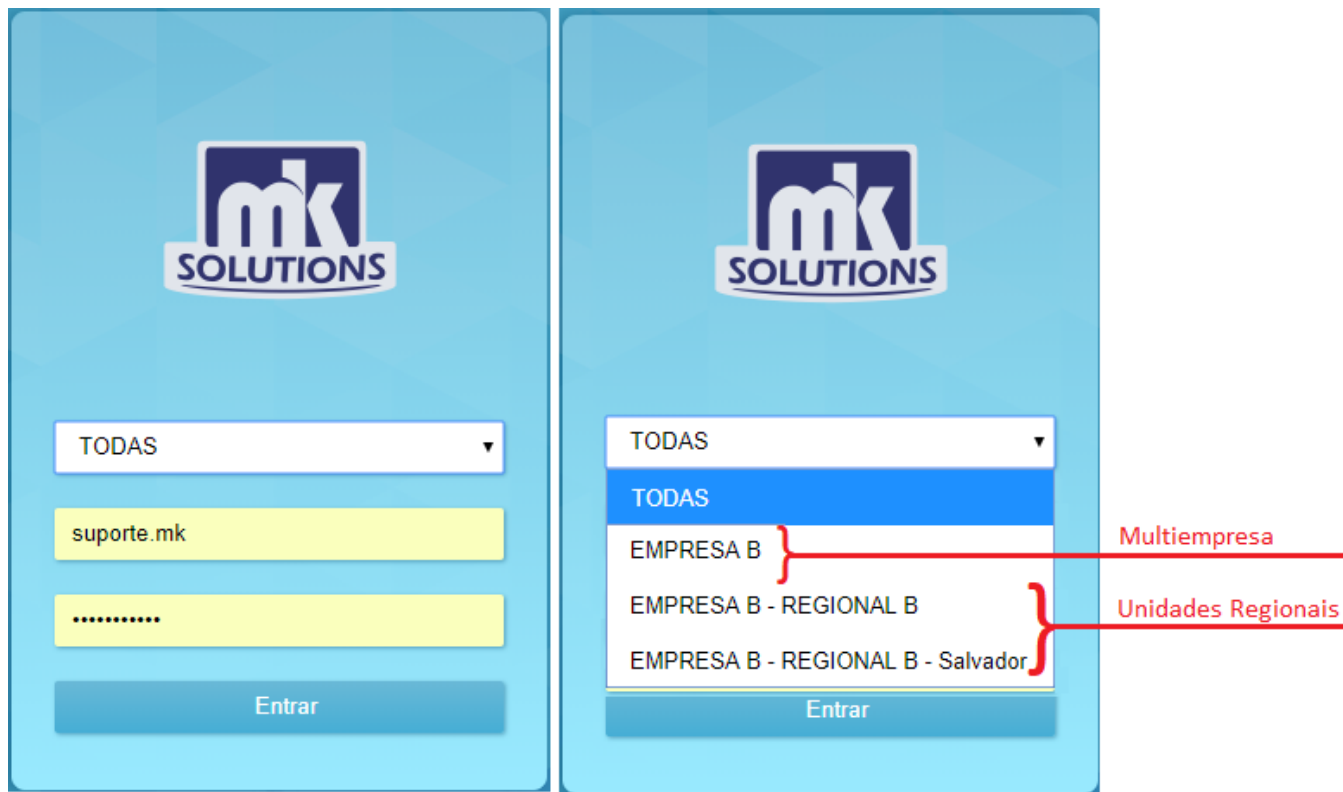 mk
SOLUTIONS
TODAS
suporte.mk
•••••••••••
Entrar
mk
SOLUTIONS
TODAS
TODAS
EMPRESA B
EMPRESA B - REGIONAL B
EMPRESA B - REGIONAL B - Salvador
Entrar
Multiempresa
Unidades Regionais